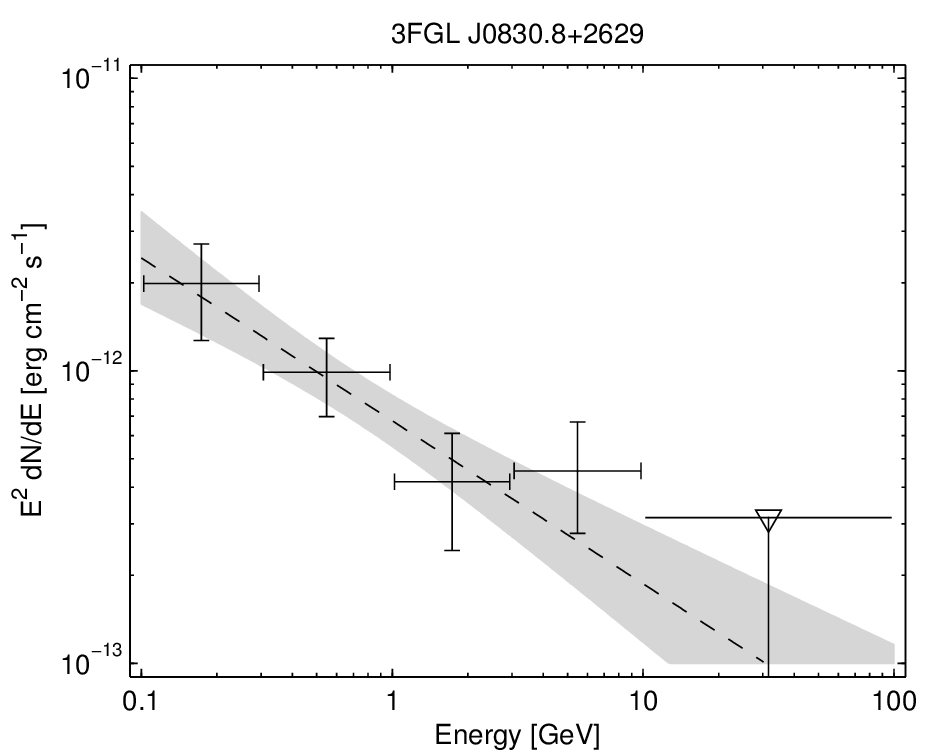 3FGL J0830.8+2629
10⁻¹¹
10⁻¹²
10⁻¹³
E² dN/dE [erg cm⁻² s⁻¹]
0.1 1 10 100
Energy [GeV]